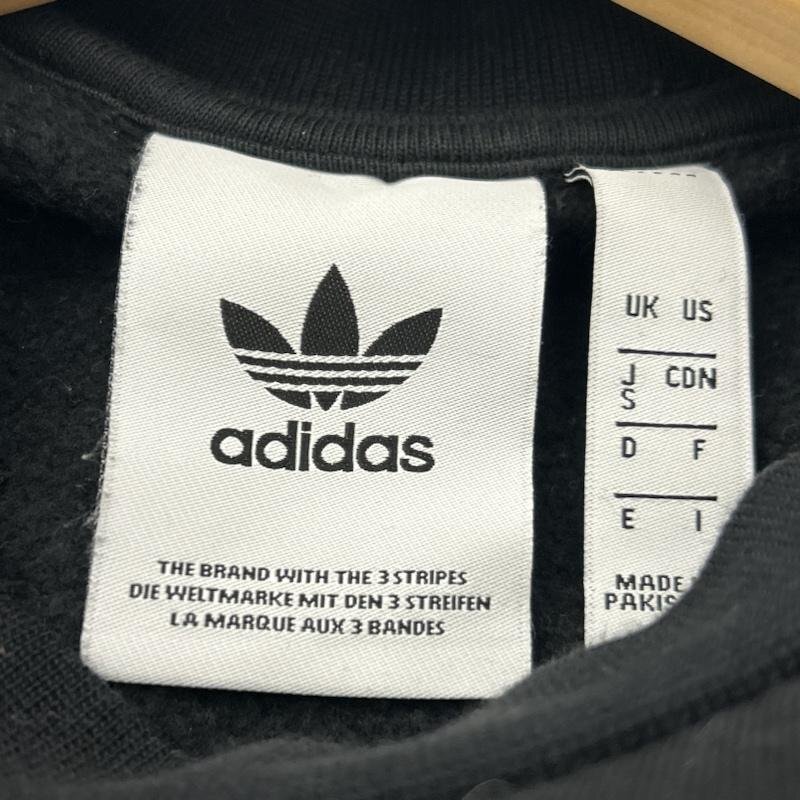 adidas
THE BRAND WITH THE 3 STRIPES
DIE WELTMARKE MIT DEN 3 STREIFEN
LA MARQUE AUX 3 BANDES
UK US
J CDN
S
D F
E I
MADE